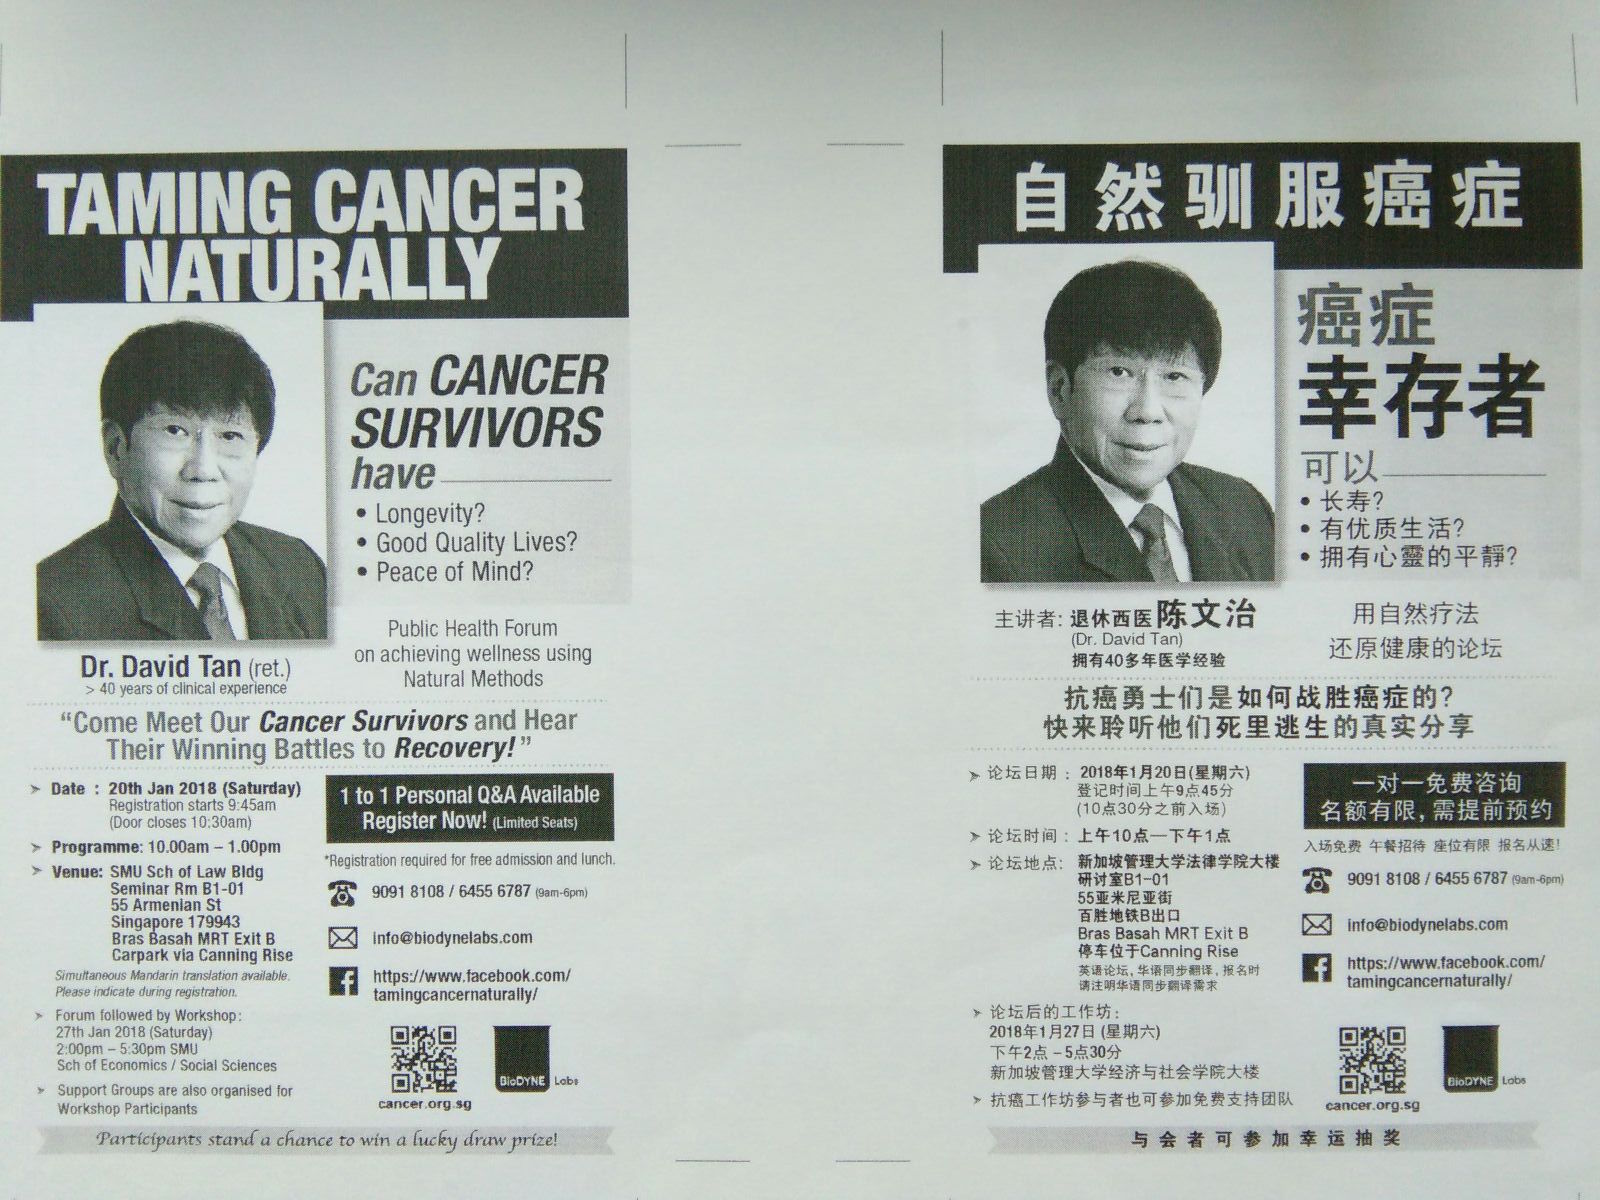 TAMING CANCER
NATURALLY
Can CANCER
SURVIVORS
have
• Longevity?
• Good Quality Lives?
• Peace of Mind?
Dr. David Tan (ret.)
> 40 years of clinical experience
Public Health Forum
on achieving wellness using
Natural Methods
“Come Meet Our Cancer Survivors and Hear
Their Winning Battles to Recovery!”
Date : 20th Jan 2018 (Saturday)
Registration starts 9:45am
(Door closes 10:30am)
Programme: 10.00am – 1.00pm
Venue: SMU Sch of Law Bldg
Seminar Rm B1-01
55 Armenian St
Singapore 179943
Bras Basah MRT Exit B
Carpark via Canning Rise
Simultaneous Mandarin translation available.
Please indicate during registration.
Forum followed by Workshop:
27th Jan 2018 (Saturday)
2:00pm – 5:30pm SMU
Sch of Economics / Social Sciences
Support Groups are also organised for
Workshop Participants
1 to 1 Personal Q&A Available
Register Now! (Limited Seats)
*Registration required for free admission and lunch.
9091 8108 / 6455 6787 (9am-6pm)
info@biodynelabs.com
https://www.facebook.com/
tamingcancernaturally/
cancer.org.sg
BioDYNE Labs
Participants stand a chance to win a lucky draw prize!
自然驯服癌症
癌症
幸存者
可以
• 长寿?
• 有优质生活?
• 拥有心靈的平靜?
主讲者: 退休西医陈文治
(Dr. David Tan)
拥有40多年医学经验
用自然疗法
还原健康的论坛
抗癌勇士们是如何战胜癌症的?
快来聆听他们死里逃生的真实分享
论坛日期 : 2018年1月20日(星期六)
登记时间上午9点45分
(10点30分之前入场)
论坛时间 : 上午10点—下午1点
论坛地点: 新加坡管理大学法律学院大楼
研讨室B1-01
55亚米尼亚街
百胜地铁B出口
Bras Basah MRT Exit B
停车位于Canning Rise
英语论坛, 华语同步翻译, 报名时
请注明华语同步翻译需求
论坛后的工作坊:
2018年1月27日 (星期六)
下午2点 – 5点30分
新加坡管理大学经济与社会学院大楼
抗癌工作坊参与者也可参加免费支持团队
一对一免费咨询
名额有限, 需提前预约
入场免费 午餐招待 座位有限 报名从速!
9091 8108 / 6455 6787 (9am-6pm)
info@biodynelabs.com
https://www.facebook.com/
tamingcancernaturally/
cancer.org.sg
BioDYNE Labs
与会者可参加幸运抽奖